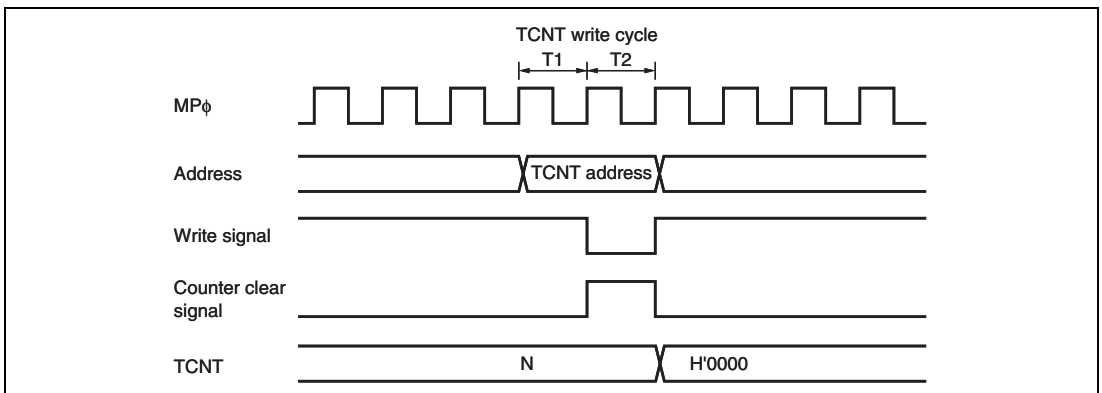 TCNT write cycle
T1 T2
MPϕ
Address
TCNT address
Write signal
Counter clear
signal
TCNT
N
H'0000